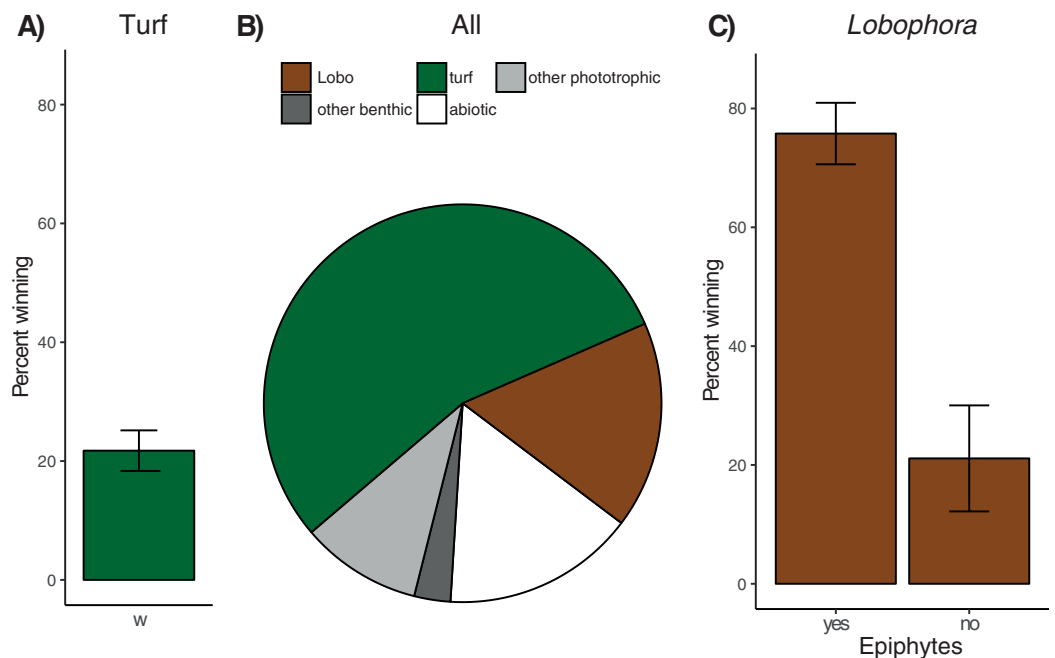 A) Turf
Percent winning
80
60
40
20
0
w
B) All
Lobo turf other phototrophic
other benthic abiotic
C) Lobophora
Percent winning
80
60
40
20
0
yes no
Epiphytes